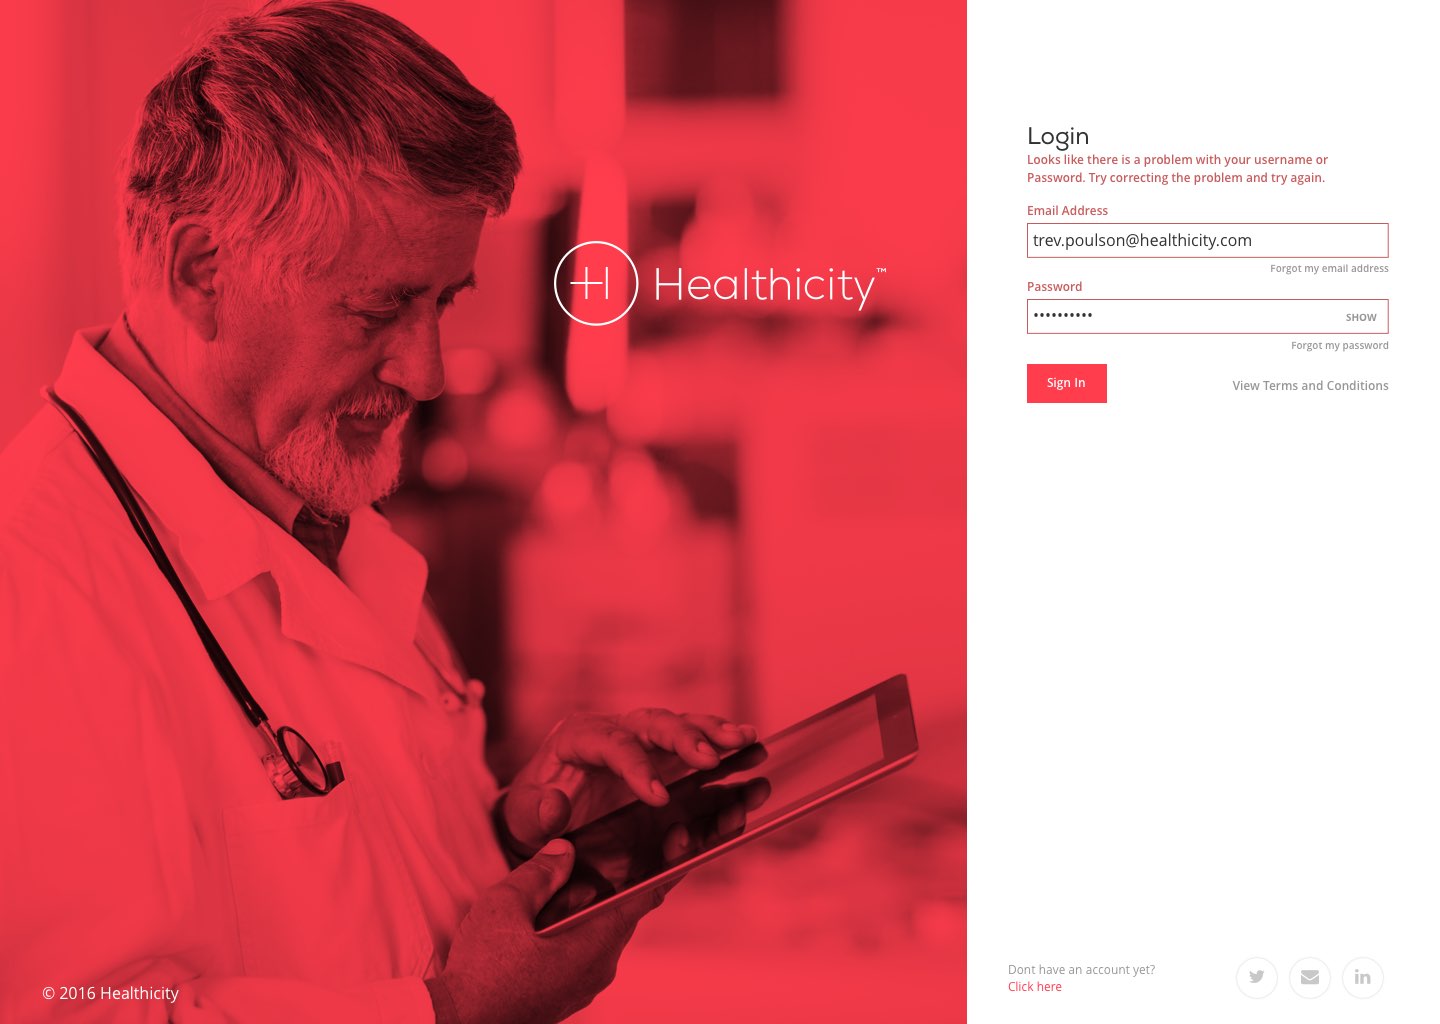 Login
Looks like there is a problem with your username or
Password. Try correcting the problem and try again.
Email Address
trev.poulson@healthicity.com
Forgot my email address
Password
••••••••••
SHOW
Forgot my password
Sign In
View Terms and Conditions
H Healthicity™
© 2016 Healthicity
Dont have an account yet?
Click here
in